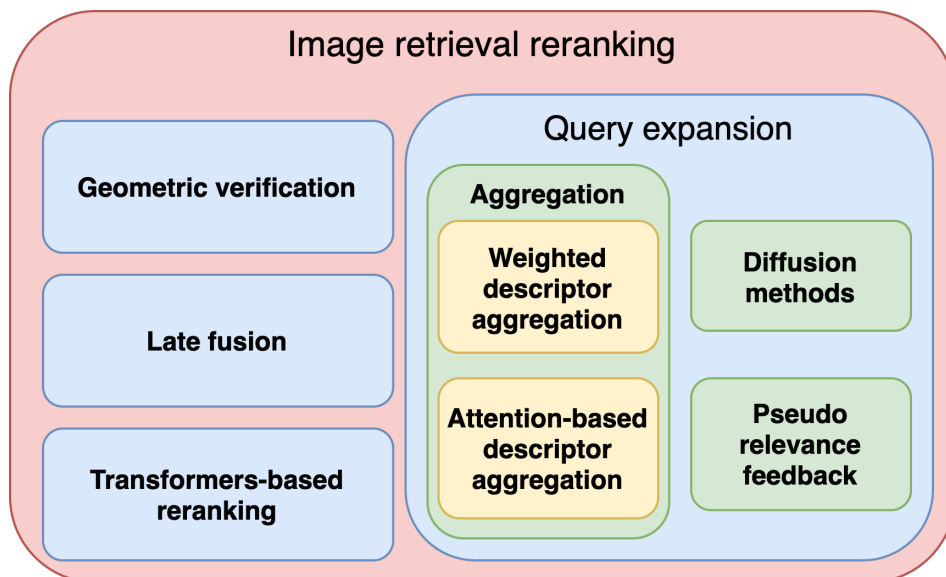 Image retrieval reranking
Geometric verification
Late fusion
Transformers-based
reranking
Query expansion
Aggregation
Weighted
descriptor
aggregation
Attention-based
descriptor
aggregation
Diffusion
methods
Pseudo
relevance
feedback